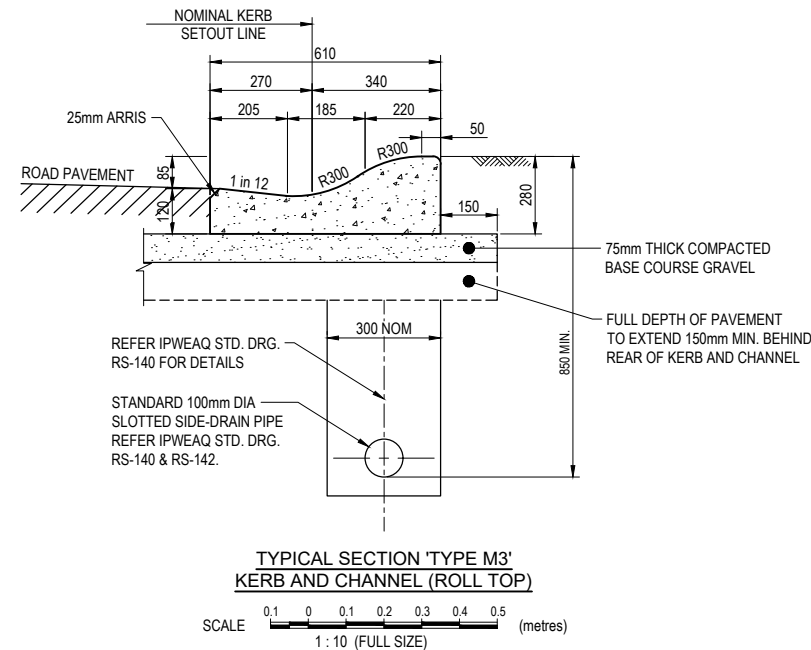 NOMINAL KERB
SETOUT LINE
610
270
340
205
185
220
50
25mm ARRIS
R300
R300
1 in 12
ROAD PAVEMENT
85
120
280
150
75mm THICK COMPACTED
BASE COURSE GRAVEL
FULL DEPTH OF PAVEMENT
TO EXTEND 150mm MIN. BEHIND
REAR OF KERB AND CHANNEL
850 MIN.
300 NOM
REFER IPWEAQ STD. DRG.
RS-140 FOR DETAILS
STANDARD 100mm DIA
SLOTTED SIDE-DRAIN PIPE
REFER IPWEAQ STD. DRG.
RS-140 & RS-142.
TYPICAL SECTION 'TYPE M3'
KERB AND CHANNEL (ROLL TOP)
SCALE 0.1 0 0.1 0.2 0.3 0.4 0.5 (metres)
1 : 10 (FULL SIZE)